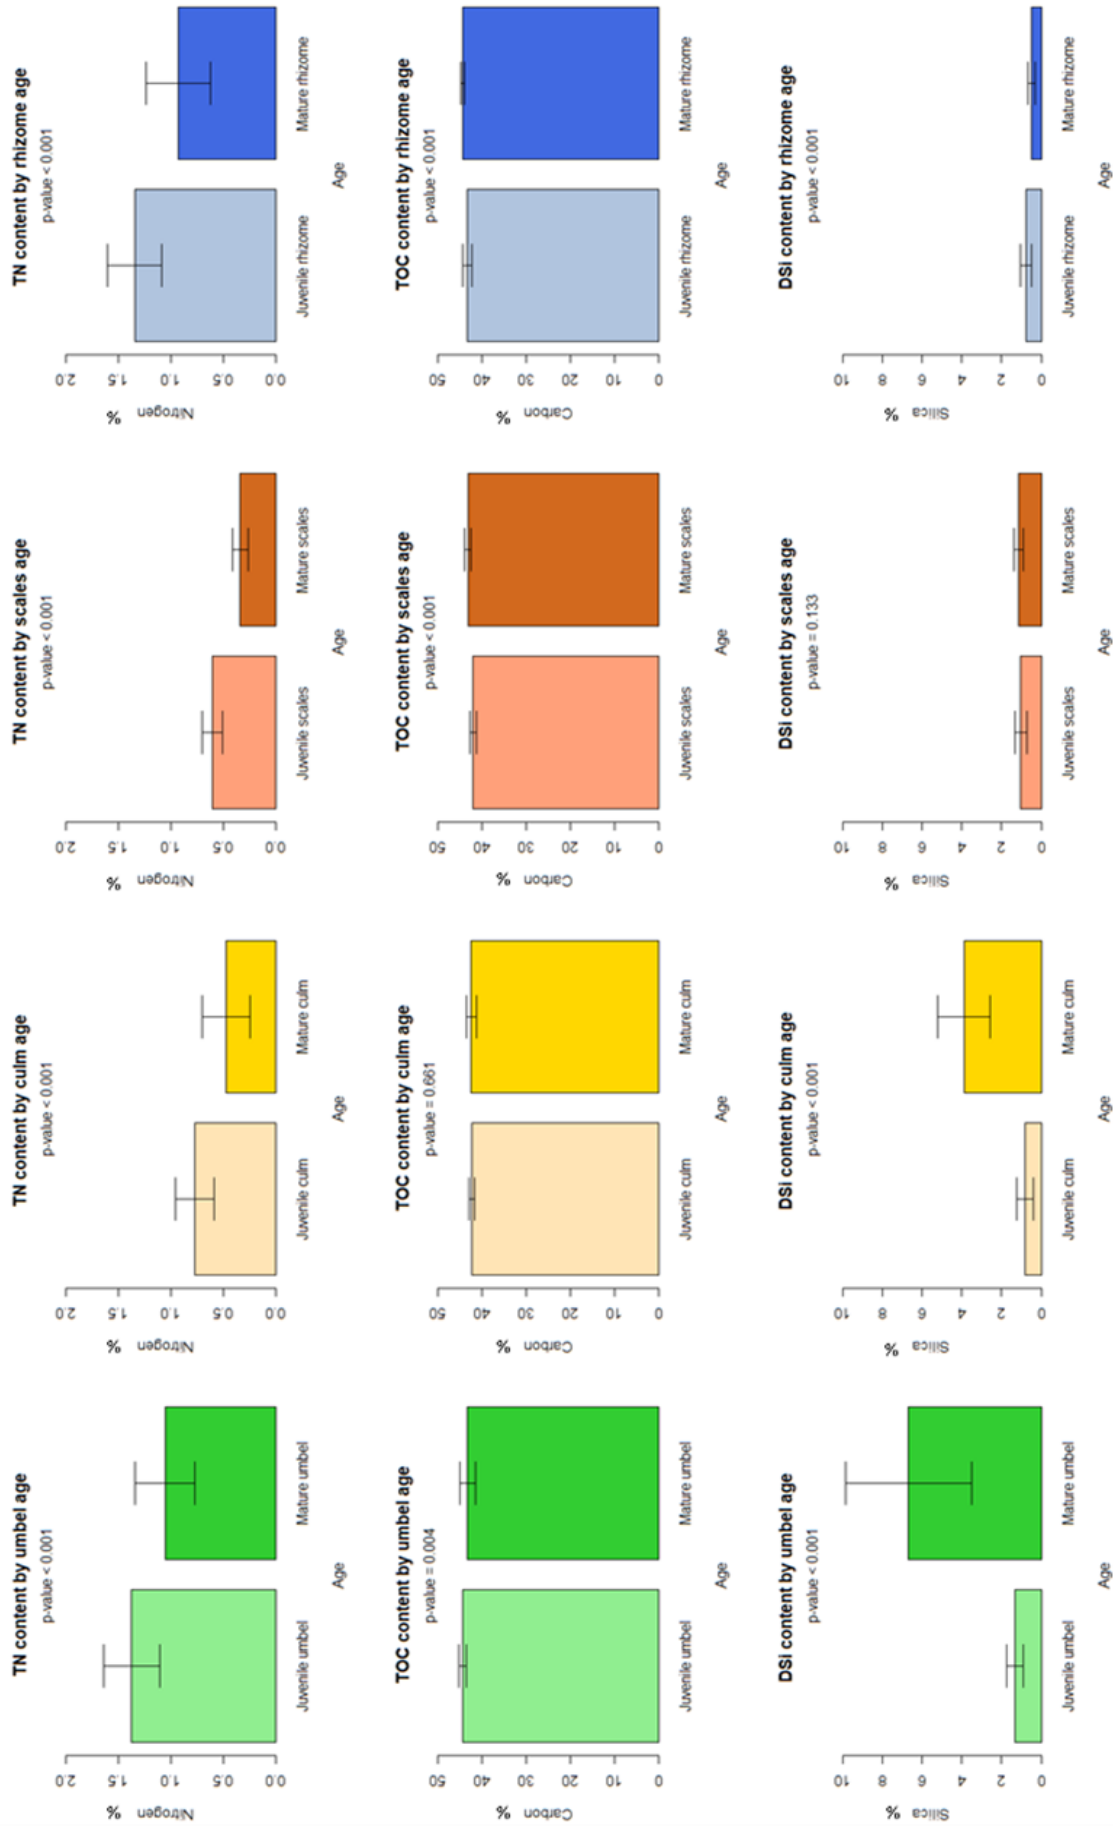 TN content by umbel age
p-value < 0.001
Nitrogen %
2.0
1.5
1.0
0.5
0.0
Juvenile umbel
Mature umbel
Age
TN content by culm age
p-value < 0.001
Nitrogen %
2.0
1.5
1.0
0.5
0.0
Juvenile culm
Mature culm
Age
TN content by scales age
p-value < 0.001
Nitrogen %
2.0
1.5
1.0
0.5
0.0
Juvenile scales
Mature scales
Age
TN content by rhizome age
p-value < 0.001
Nitrogen %
2.0
1.5
1.0
0.5
0.0
Juvenile rhizome
Mature rhizome
Age
TOC content by umbel age
p-value = 0.004
Carbon %
50
40
30
20
10
0
Juvenile umbel
Mature umbel
Age
TOC content by culm age
p-value = 0.661
Carbon %
50
40
30
20
10
0
Juvenile culm
Mature culm
Age
TOC content by scales age
p-value < 0.001
Carbon %
50
40
30
20
10
0
Juvenile scales
Mature scales
Age
TOC content by rhizome age
p-value < 0.001
Carbon %
50
40
30
20
10
0
Juvenile rhizome
Mature rhizome
Age
DSi content by umbel age
p-value < 0.001
Silica %
10
8
6
4
2
0
Juvenile umbel
Mature umbel
Age
DSi content by culm age
p-value < 0.001
Silica %
10
8
6
4
2
0
Juvenile culm
Mature culm
Age
DSi content by scales age
p-value = 0.133
Silica %
10
8
6
4
2
0
Juvenile scales
Mature scales
Age
DSi content by rhizome age
p-value < 0.001
Silica %
10
8
6
4
2
0
Juvenile rhizome
Mature rhizome
Age